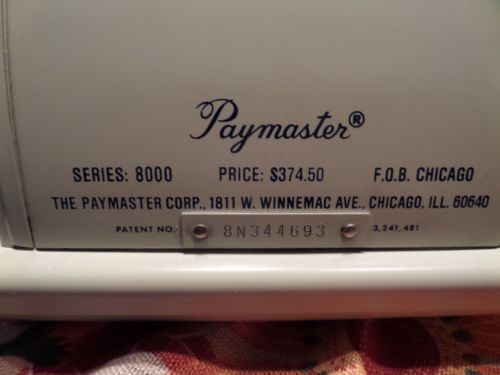 Paymaster®
SERIES: 8000 PRICE: $374.50 F.O.B. CHICAGO
THE PAYMASTER CORP., 1811 W. WINNEMAC AVE., CHICAGO, ILL. 60640
PATENT NO. 8N344693 3,241,481